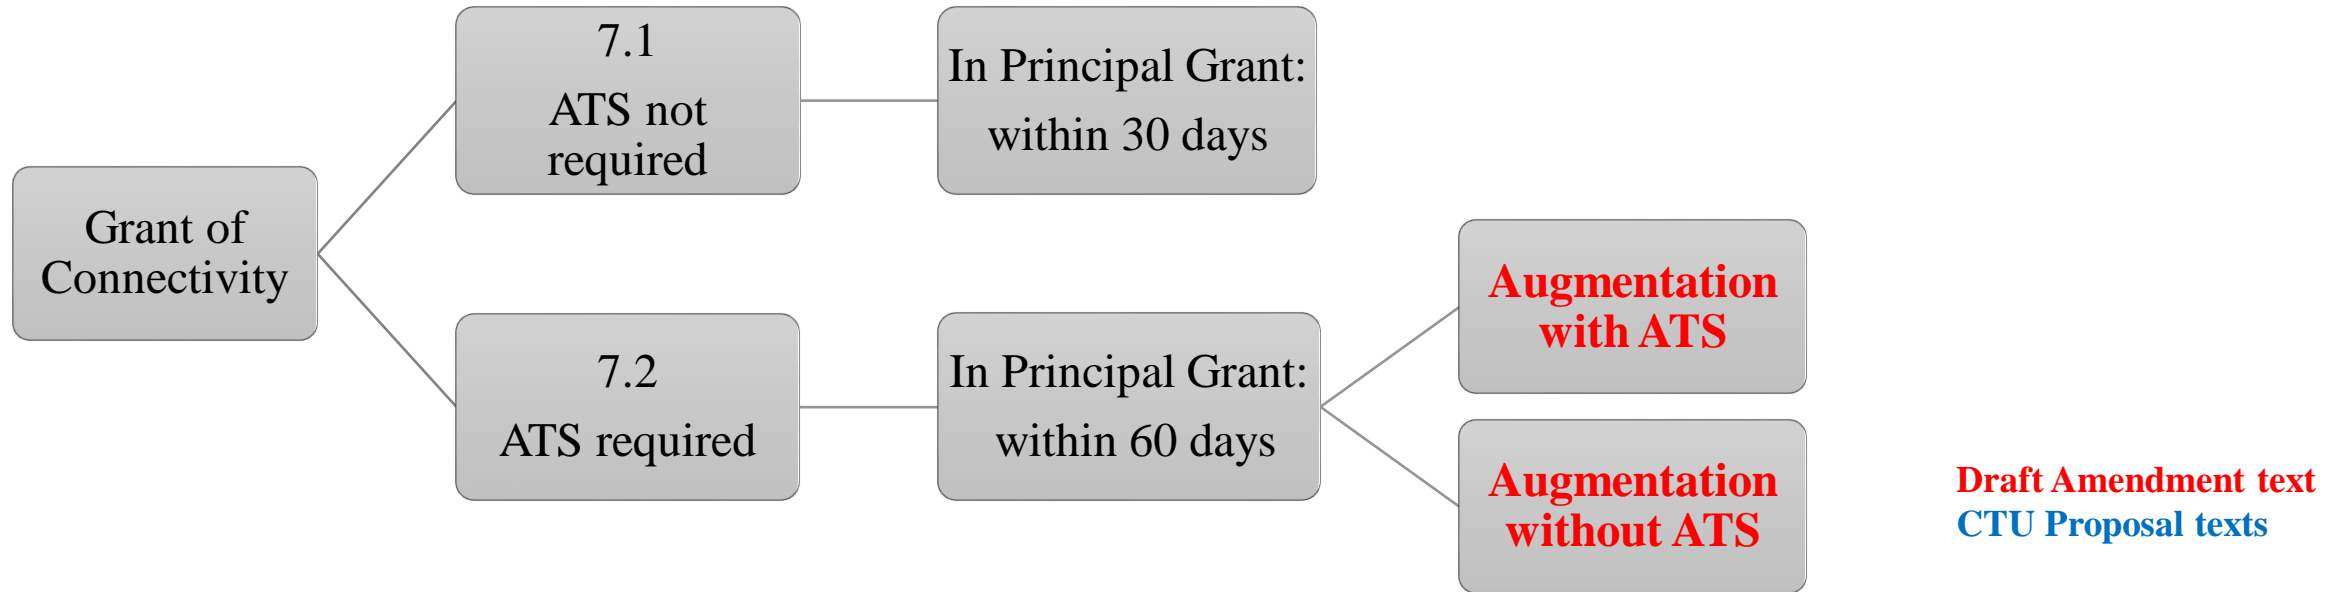 Grant of
Connectivity
7.1
ATS not
required
In Principal Grant:
within 30 days
7.2
ATS required
In Principal Grant:
within 60 days
Augmentation
with ATS
Augmentation
without ATS
Draft Amendment text
CTU Proposal texts